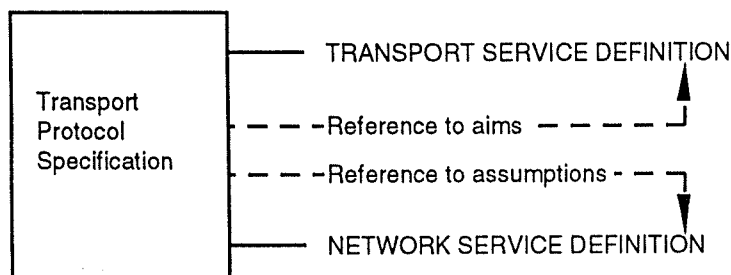 TRANSPORT SERVICE DEFINITION
Transport
Protocol
Specification
Reference to aims
Reference to assumptions
NETWORK SERVICE DEFINITION